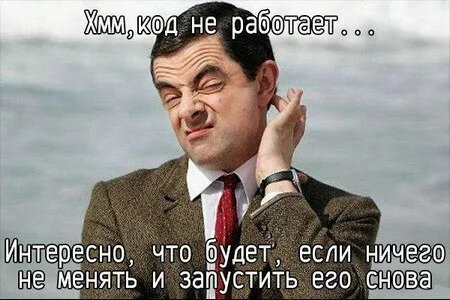 Хмм,код не работает...
Интересно, что будет, если ничего
не менять и запустить его снова